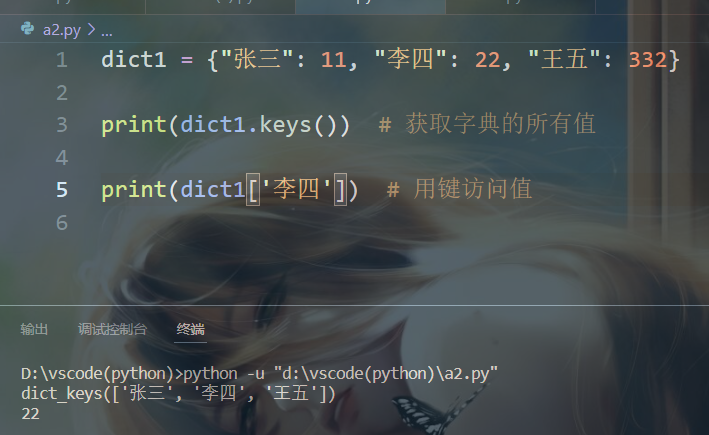 a2.py > ...
1 dict1 = {"张三": 11, "李四": 22, "王五": 332}
2
3 print(dict1.keys())  # 获取字典的所有值
4
5 print(dict1['李四'])  # 用键访问值
6
输出 调试控制台 终端
D:\vscode(python)>python -u "d:\vscode(python)\a2.py"
dict_keys(['张三', '李四', '王五'])
22